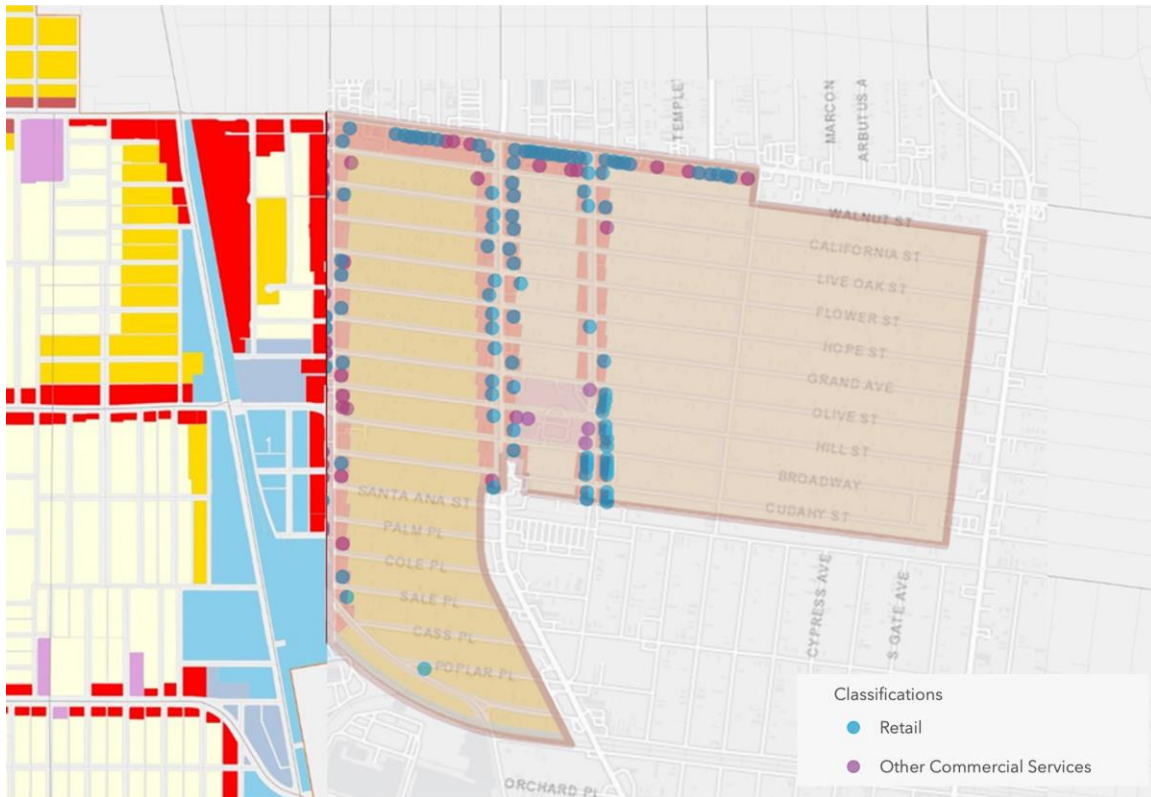 TEMPLE
MARCON
ARBUTUS A
WALNUT ST
CALIFORNIA ST
LIVE OAK ST
FLOWER ST
HOPE ST
GRAND AVE
OLIVE ST
HILL ST
BROADWAY
CUDAHY ST
1
SANTA ANA ST
PALM PL
COLE PL
SALE PL
CASS PL
POPLAR PL
CYPRESS AVE
S GATE AVE
ORCHARD PL
Classifications
Retail
Other Commercial Services